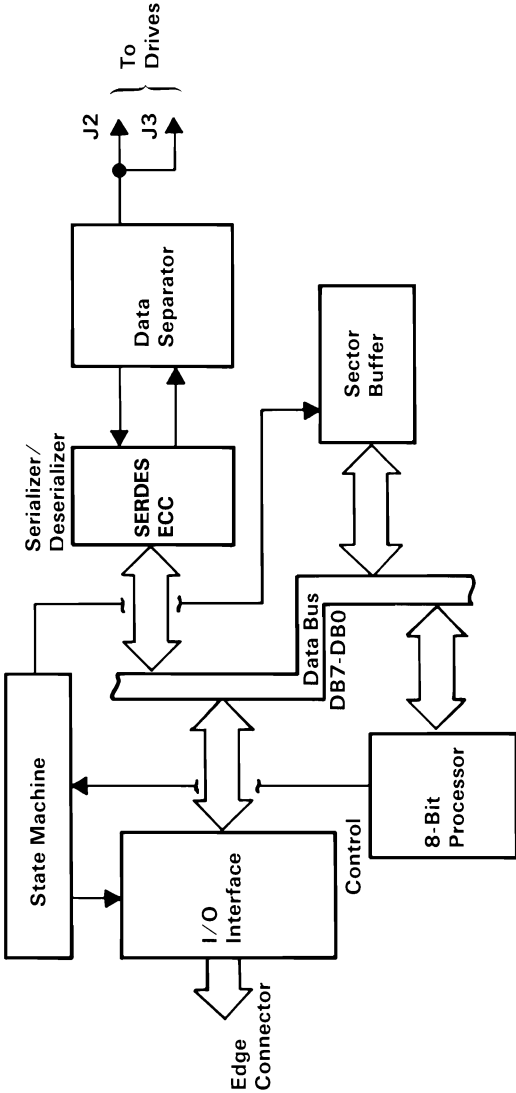 State Machine
Serializer/
Deserializer
SERDES
ECC
Data
Separator
J2
J3
To
Drives
Edge
Connector
I/O
Interface
Data Bus
DB7-DB0
Sector
Buffer
Control
8-Bit
Processor